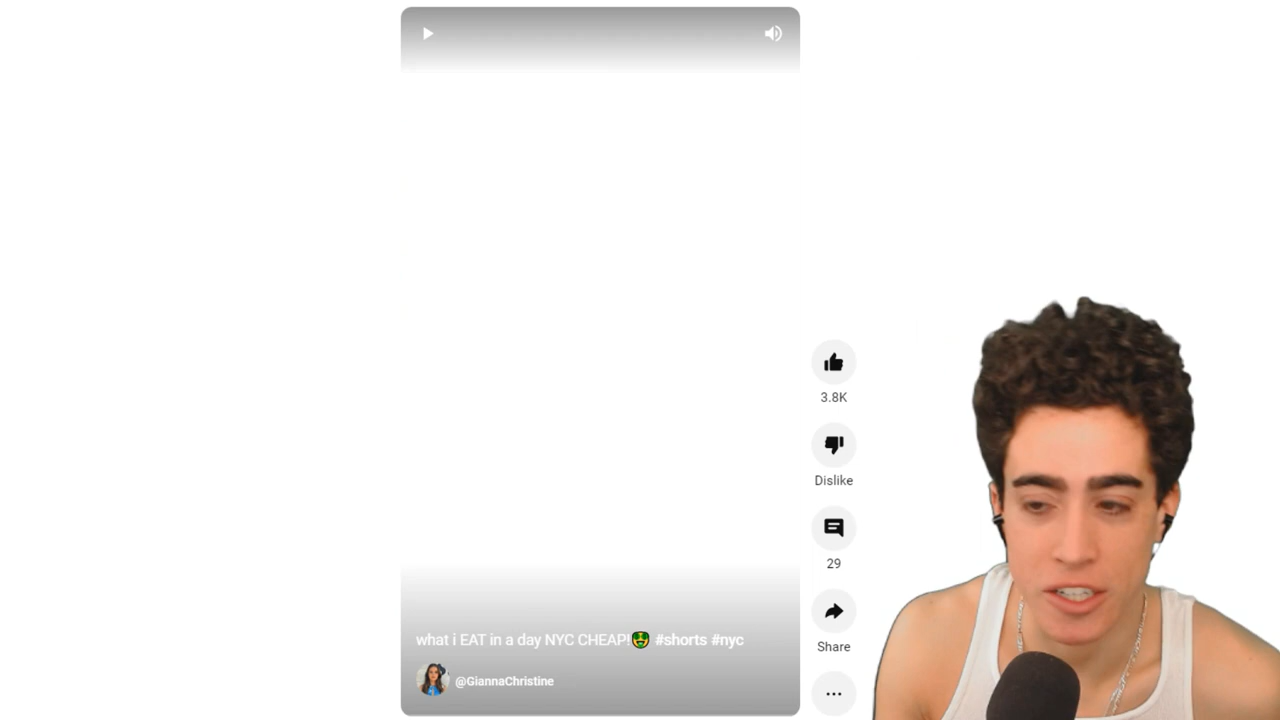 3.8K
Dislike
29
Share
what i EAT in a day NYC CHEAP!🤑 #shorts #nyc
@GiannaChristine